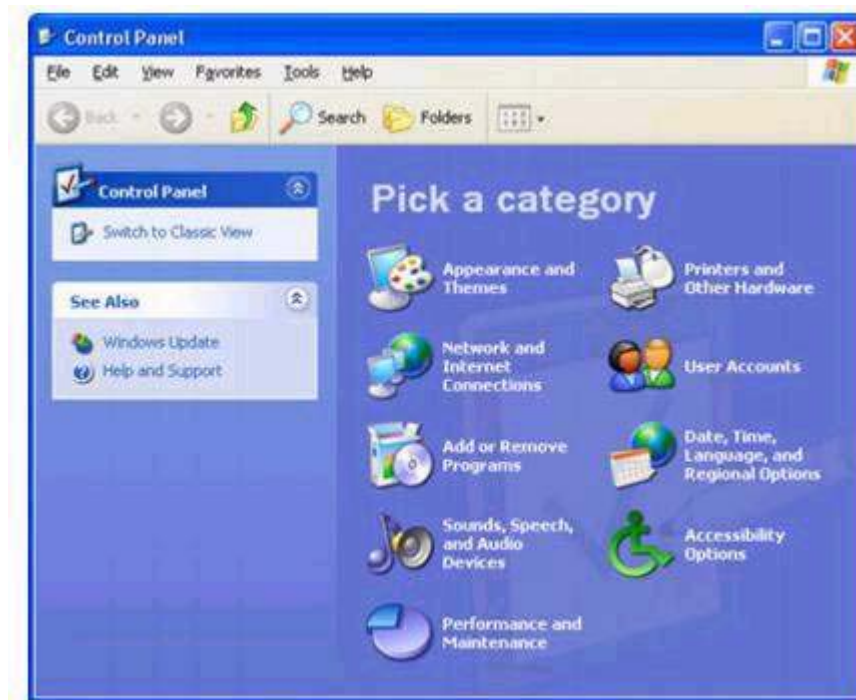 Control Panel
File Edit View Favorites Tools Help
Back Search Folders
Control Panel
Switch to Classic View
See Also
Windows Update
Help and Support
Pick a category
Appearance and
Themes
Printers and
Other Hardware
Network and
Internet
Connections
User Accounts
Add or Remove
Programs
Date, Time,
Language, and
Regional Options
Sounds, Speech,
and Audio
Devices
Accessibility
Options
Performance and
Maintenance